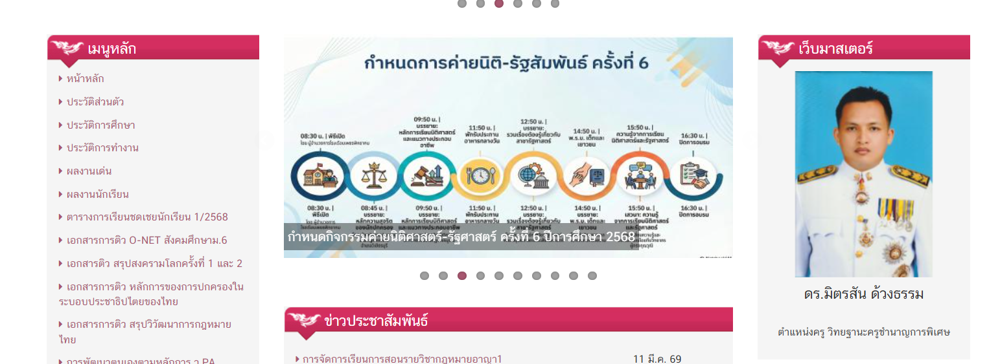 เมนูหลัก
หน้าหลัก
ประวัติส่วนตัว
ประวัติการศึกษา
ประวัติการทำงาน
ผลงานเด่น
ผลงานนักเรียน
ตารางการเรียนชดเชยนักเรียน 1/2568
เอกสารการติว O-NET สังคมศึกษาม.6
เอกสารติว สรุปสงครามโลกครั้งที่ 1 และ 2
เอกสารการติว หลักการของการปกครองใน
ระบอบประชาธิปไตยของไทย
เอกสารการติว สรุปวิวัฒนาการกฎหมาย
ไทย
การพัฒนาตนเองตามหลักการ ว PA
กำหนดการค่ายนิติ-รัฐสัมพันธ์ ครั้งที่ 6
08:30 น. | พิธีเปิด
09:50 น. |
บรรยาย:
หลักการเรียนนิติศาสตร์
และแนวทางประกอบ
อาชีพ
11:50 น. |
พักรับประทาน
อาหารกลางวัน
12:50 น. |
บรรยาย:
รวมเรื่องต้องรู้เกี่ยวกับ
สาขารัฐศาสตร์
14:50 น. |
พ.ร.บ. เด็กและ
เยาวชน
15:50 น. |
ความรู้จากการเรียน
นิติศาสตร์และรัฐศาสตร์
16:30 น. |
ปิดการอบรม
08:30 น. |
พิธีเปิด
08:45 น. |
บรรยาย:
หลักความสุจริต
ของนักปกครอง
09:50 น. |
บรรยาย:
หลักการเรียนนิติศาสตร์
และแนวทางประกอบอาชีพ
11:50 น. |
พักรับประทาน
อาหารกลางวัน
12:50 น. |
บรรยาย:
รวมเรื่องต้องรู้เกี่ยวกับ
สาขารัฐศาสตร์
14:50 น. |
บรรยาย:
พ.ร.บ. เด็กและ
เยาวชน
15:50 น. |
เสวนา: ความรู้
จากการเรียนนิติศาสตร์
และรัฐศาสตร์
16:30 น. |
ปิดการอบรม
กำหนดกิจกรรมค่ายนิติศาสตร์-รัฐศาสตร์ ครั้งที่ 6 ปีการศึกษา 2568
ข่าวประชาสัมพันธ์
การจัดการเรียนการสอนรายวิชากฎหมายอาญา1 11 มี.ค. 69
เว็บมาสเตอร์
ดร.มิตรสัน ด้วงธรรม
ตำแหน่งครู วิทยฐานะครูชำนาญการพิเศษ